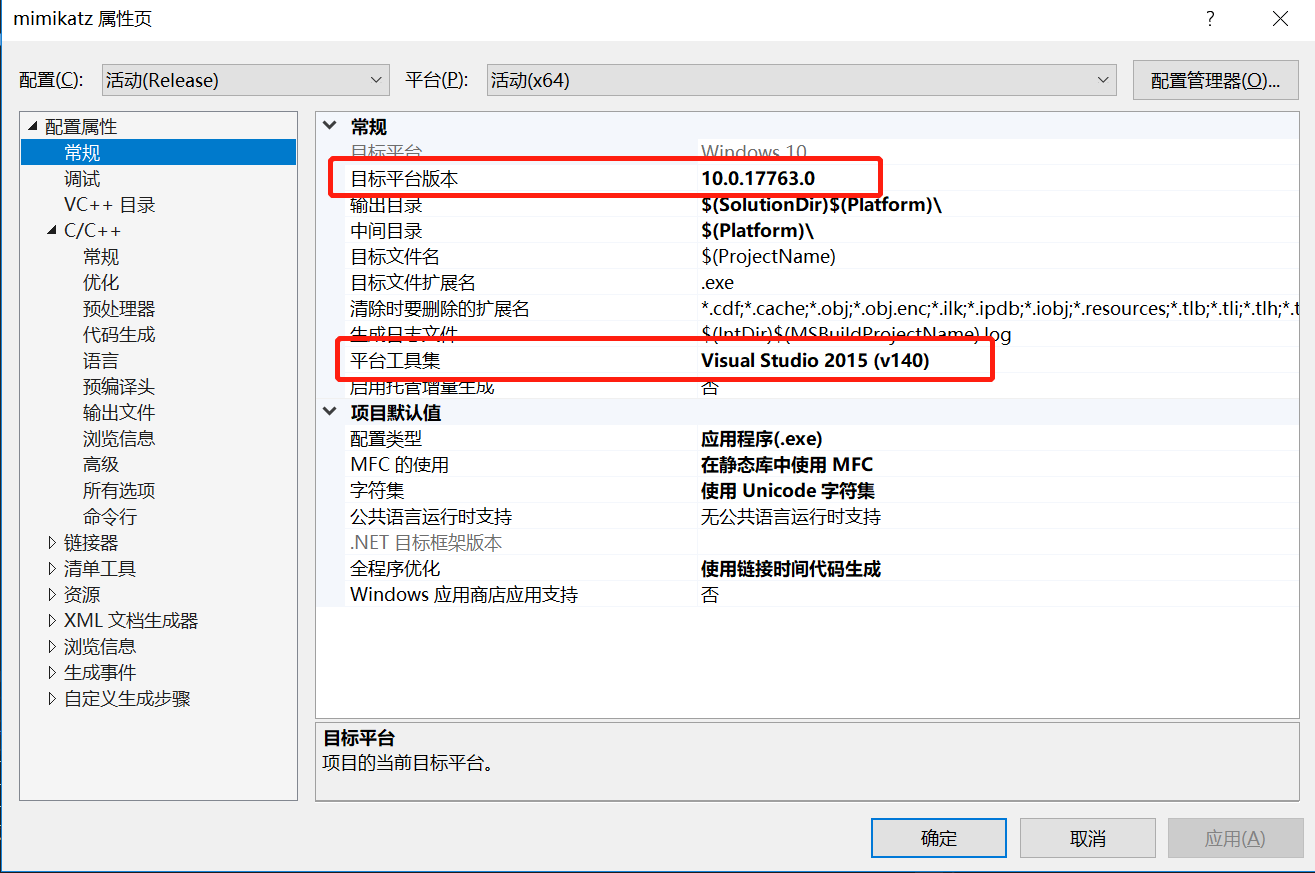 mimikatz 属性页
配置(C): 活动(Release) 平台(P): 活动(x64) 配置管理器(O)...
配置属性
常规
调试
VC++ 目录
C/C++
常规
优化
预处理器
代码生成
语言
预编译头
输出文件
浏览信息
高级
所有选项
命令行
链接器
清单工具
资源
XML 文档生成器
浏览信息
生成事件
自定义生成步骤
常规
目标平台 Windows 10
目标平台版本 10.0.17763.0
输出目录 $(SolutionDir)$(Platform)\
中间目录 $(Platform)\
目标文件名 $(ProjectName)
目标文件扩展名 .exe
清除时要删除的扩展名 *.cdf;*.cache;*.obj;*.obj.enc;*.ilk;*.ipdb;*.iobj;*.resources;*.tlb;*.tli;*.tlh;*.t
生成日志文件 $(IntDir)$(MSBuildProjectName).log
平台工具集 Visual Studio 2015 (v140)
启用托管增量生成 否
项目默认值
配置类型 应用程序(.exe)
MFC 的使用 在静态库中使用 MFC
字符集 使用 Unicode 字符集
公共语言运行时支持 无公共语言运行时支持
.NET 目标框架版本
全程序优化 使用链接时间代码生成
Windows 应用商店应用支持 否
目标平台
项目的当前目标平台。
确定 取消 应用(A)